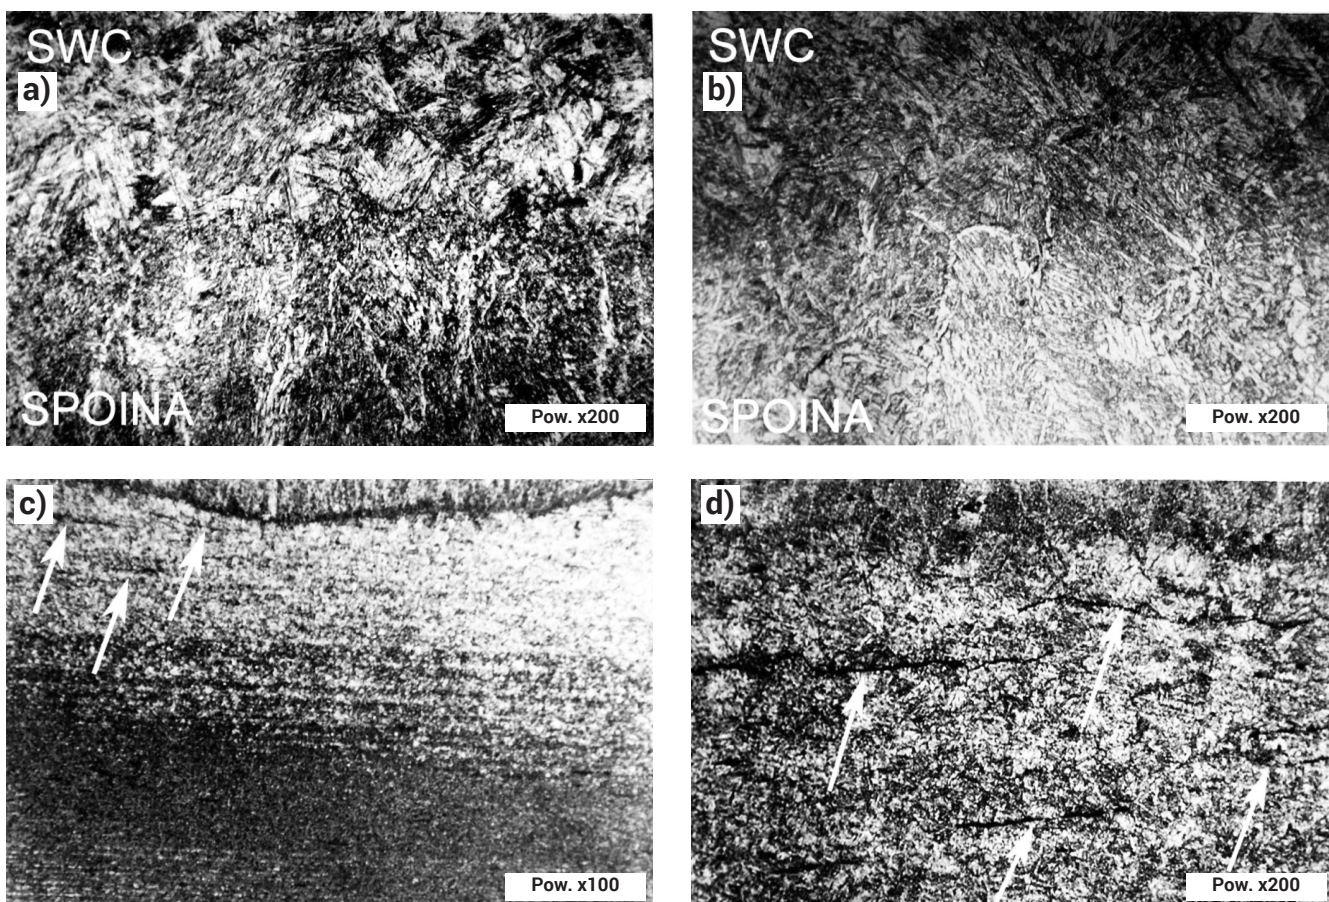 SWC
a)
SPOINA
Pow. x200
SWC
b)
SPOINA
Pow. x200
c)
Pow. x100
d)
Pow. x200